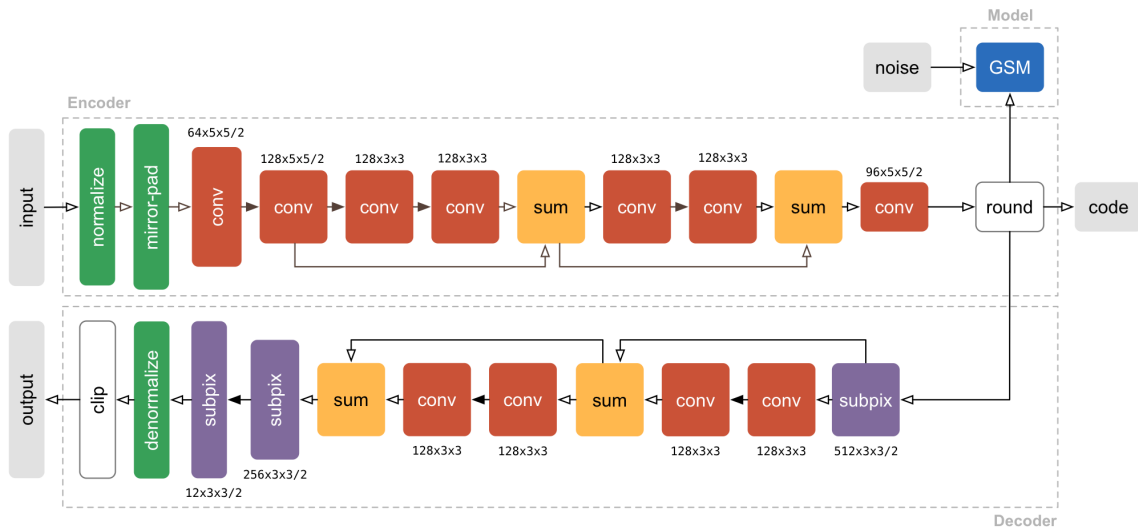 Model
noise
GSM
Encoder
input
normalize
mirror-pad
64x5x5/2
conv
128x5x5/2
conv
128x3x3
conv
128x3x3
conv
sum
128x3x3
conv
128x3x3
conv
sum
96x5x5/2
conv
round
code
output
clip
denormalize
subpix
12x3x3/2
subpix
256x3x3/2
sum
conv
128x3x3
conv
128x3x3
sum
conv
128x3x3
conv
128x3x3
subpix
512x3x3/2
Decoder